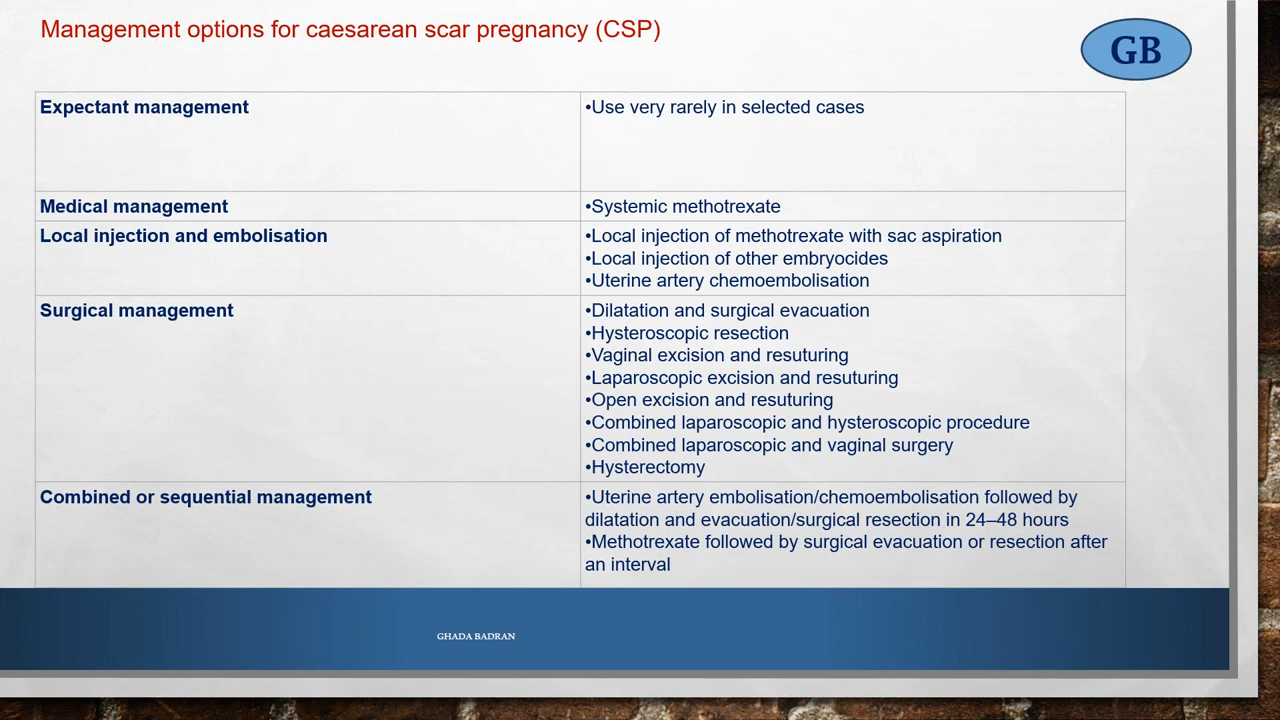 Management options for caesarean scar pregnancy (CSP)
GB
Expectant management
•Use very rarely in selected cases
Medical management
•Systemic methotrexate
Local injection and embolisation
•Local injection of methotrexate with sac aspiration
•Local injection of other embryocides
•Uterine artery chemoembolisation
Surgical management
•Dilatation and surgical evacuation
•Hysteroscopic resection
•Vaginal excision and resuturing
•Laparoscopic excision and resuturing
•Open excision and resuturing
•Combined laparoscopic and hysteroscopic procedure
•Combined laparoscopic and vaginal surgery
•Hysterectomy
Combined or sequential management
•Uterine artery embolisation/chemoembolisation followed by
dilatation and evacuation/surgical resection in 24–48 hours
•Methotrexate followed by surgical evacuation or resection after
an interval
GHADA BADRAN